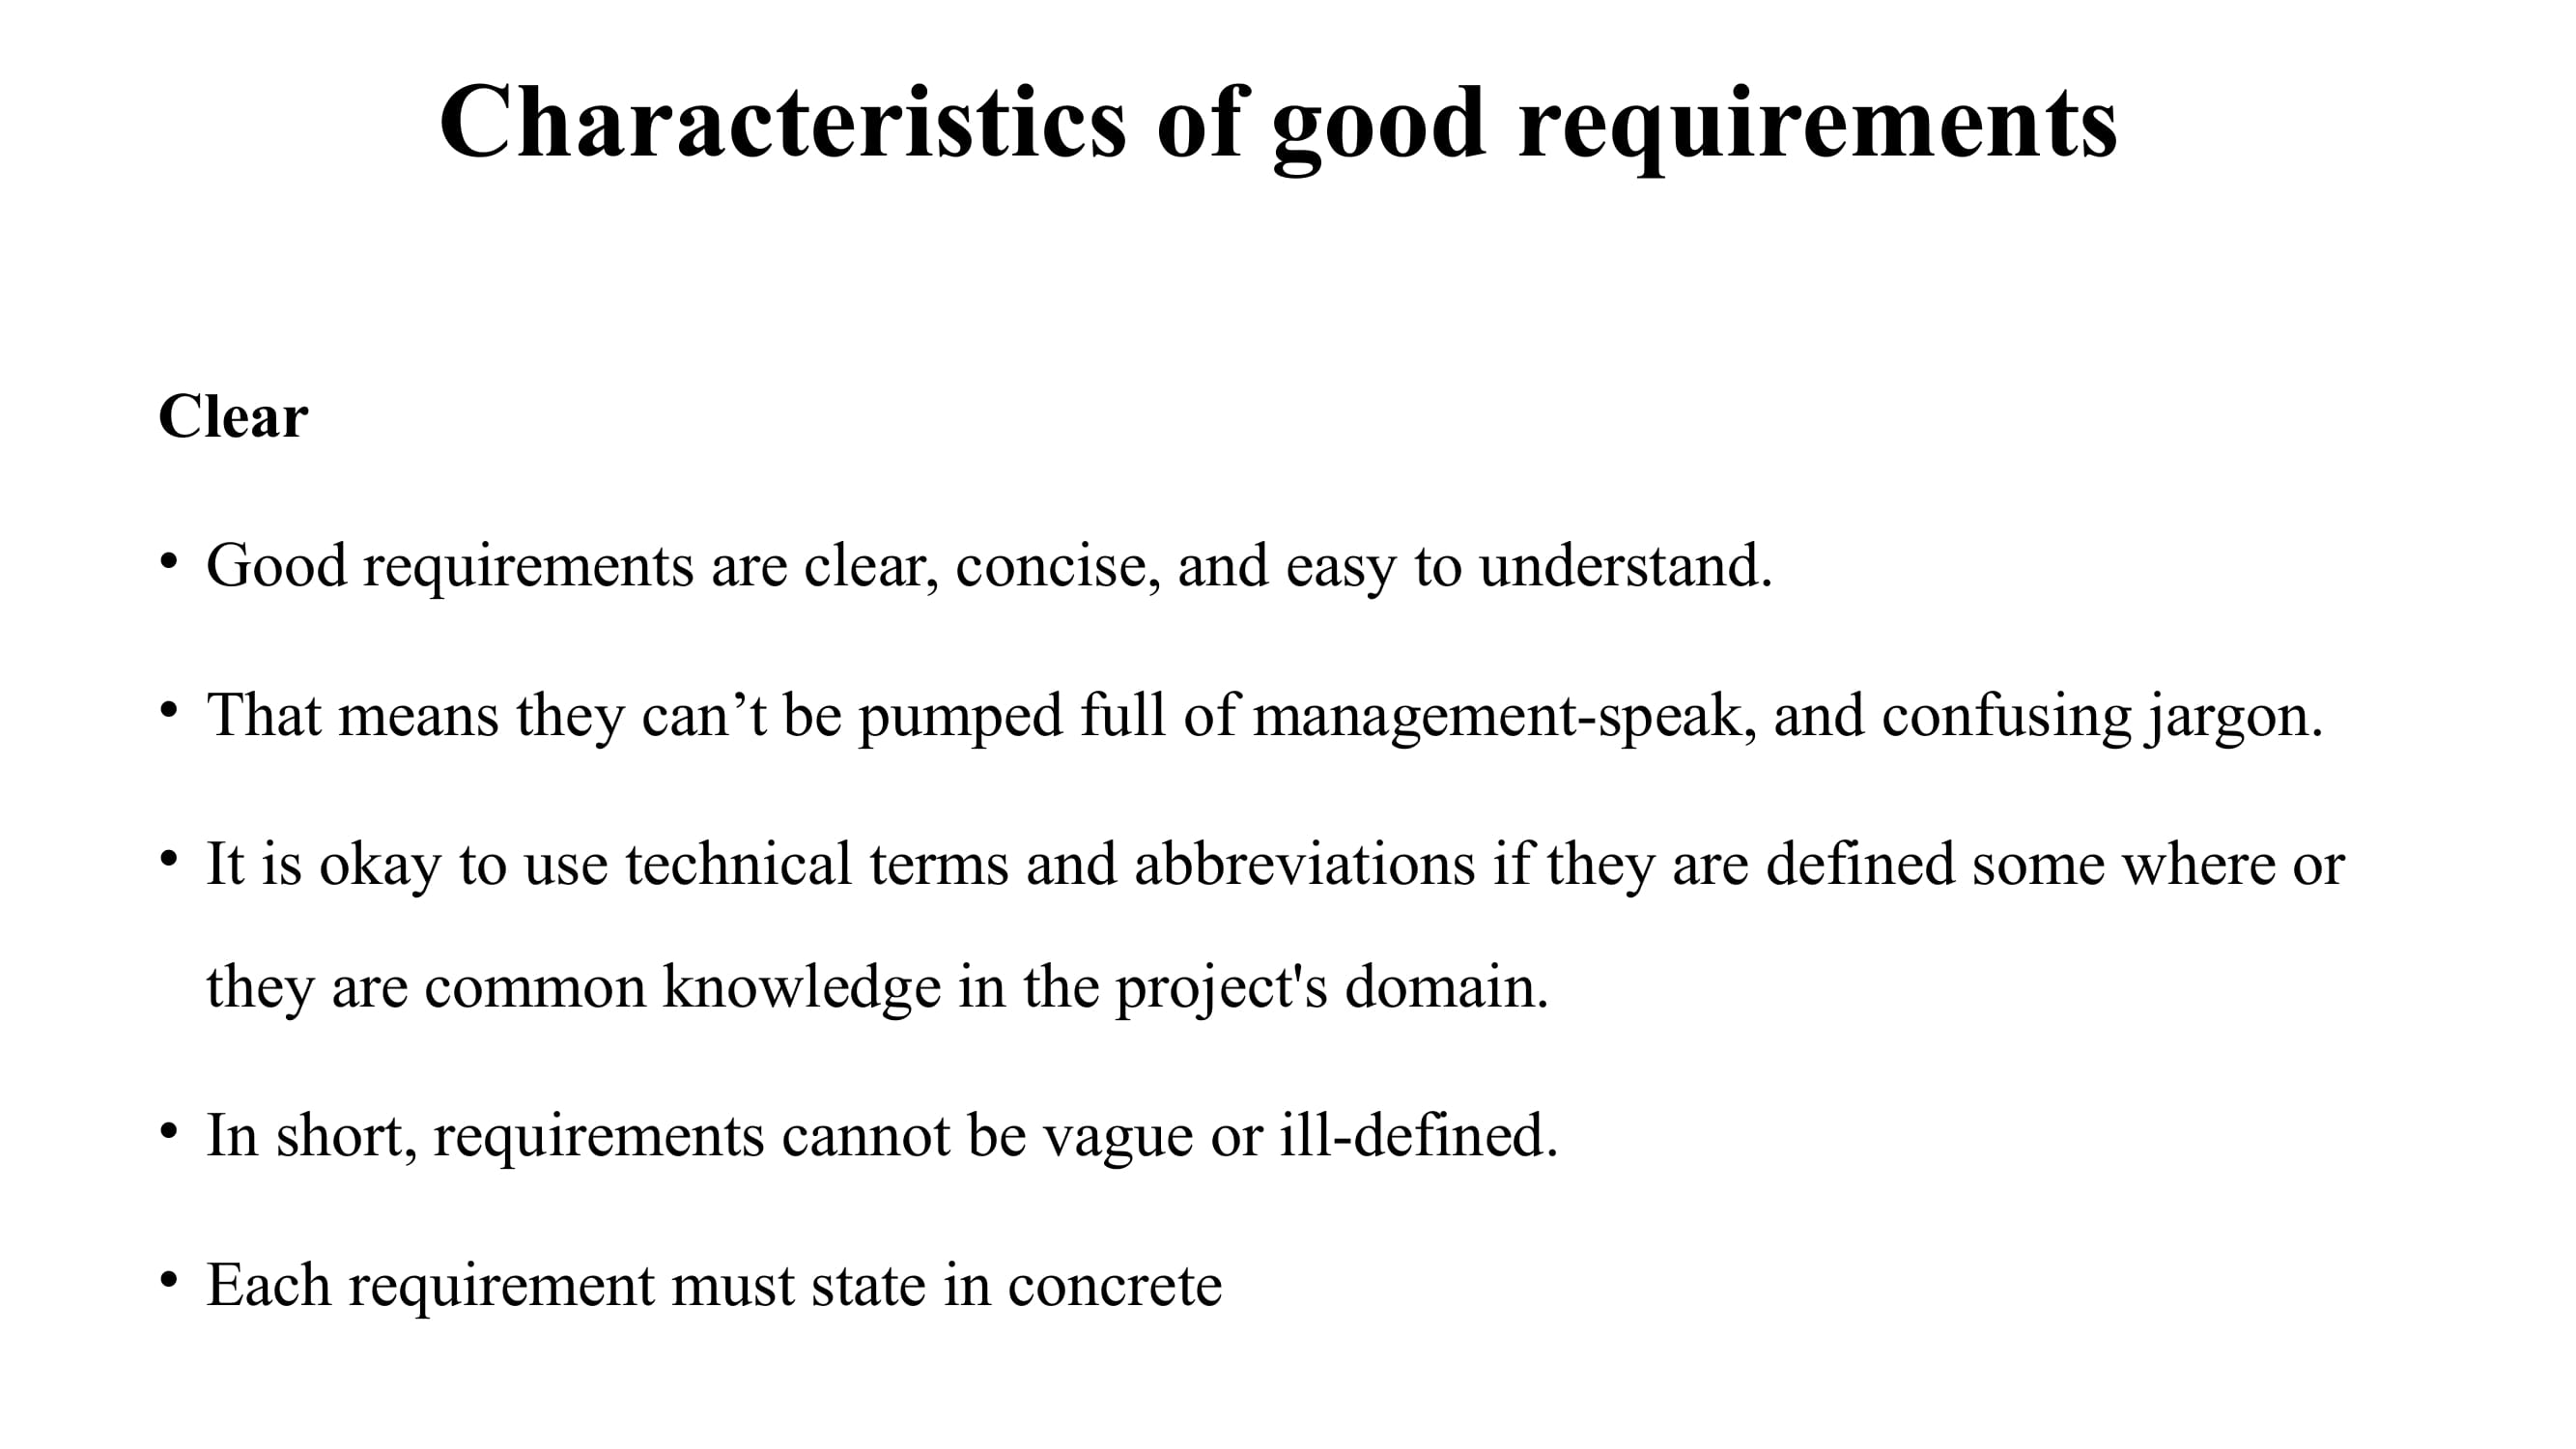 Characteristics of good requirements
Clear
• Good requirements are clear, concise, and easy to understand.
• That means they can’t be pumped full of management-speak, and confusing jargon.
• It is okay to use technical terms and abbreviations if they are defined some where or
they are common knowledge in the project's domain.
• In short, requirements cannot be vague or ill-defined.
• Each requirement must state in concrete